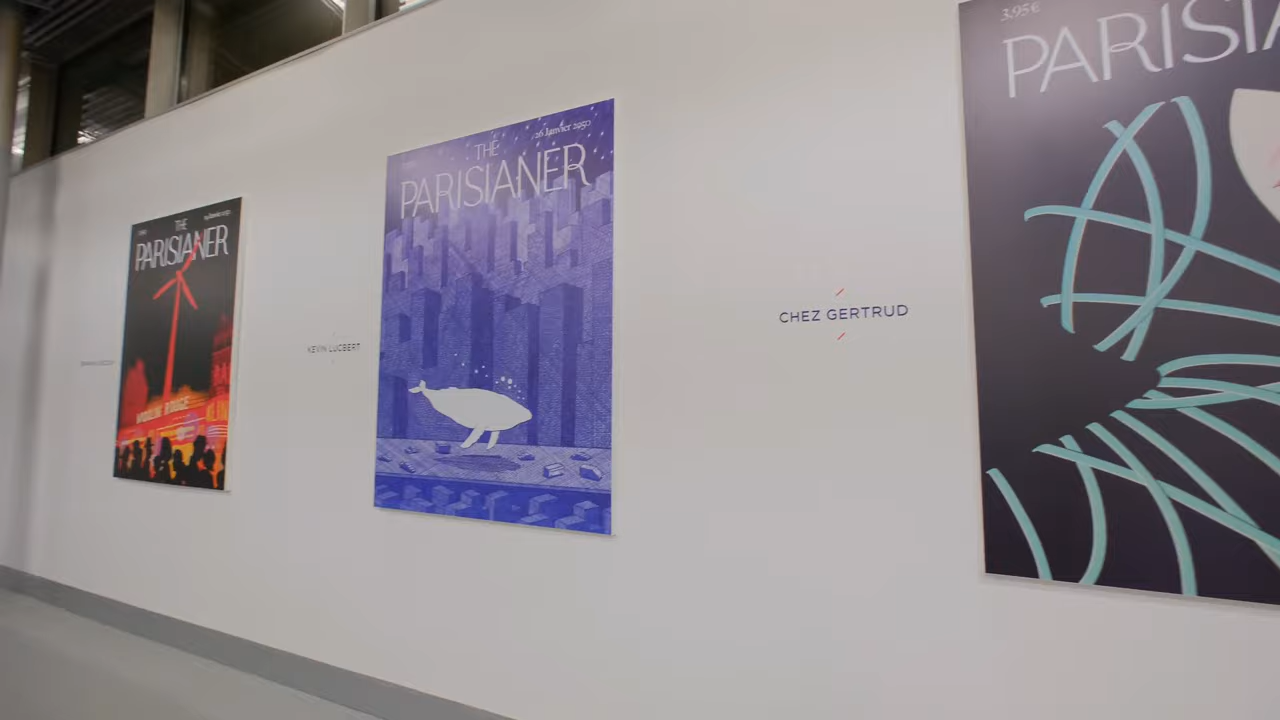 THE
PARISIANER
MOULIN ROUGE
KEVIN LUCBERT
26 Janvier 2050
THE
PARISIANER
CHEZ GERTRUD
3.95€
PARISIA